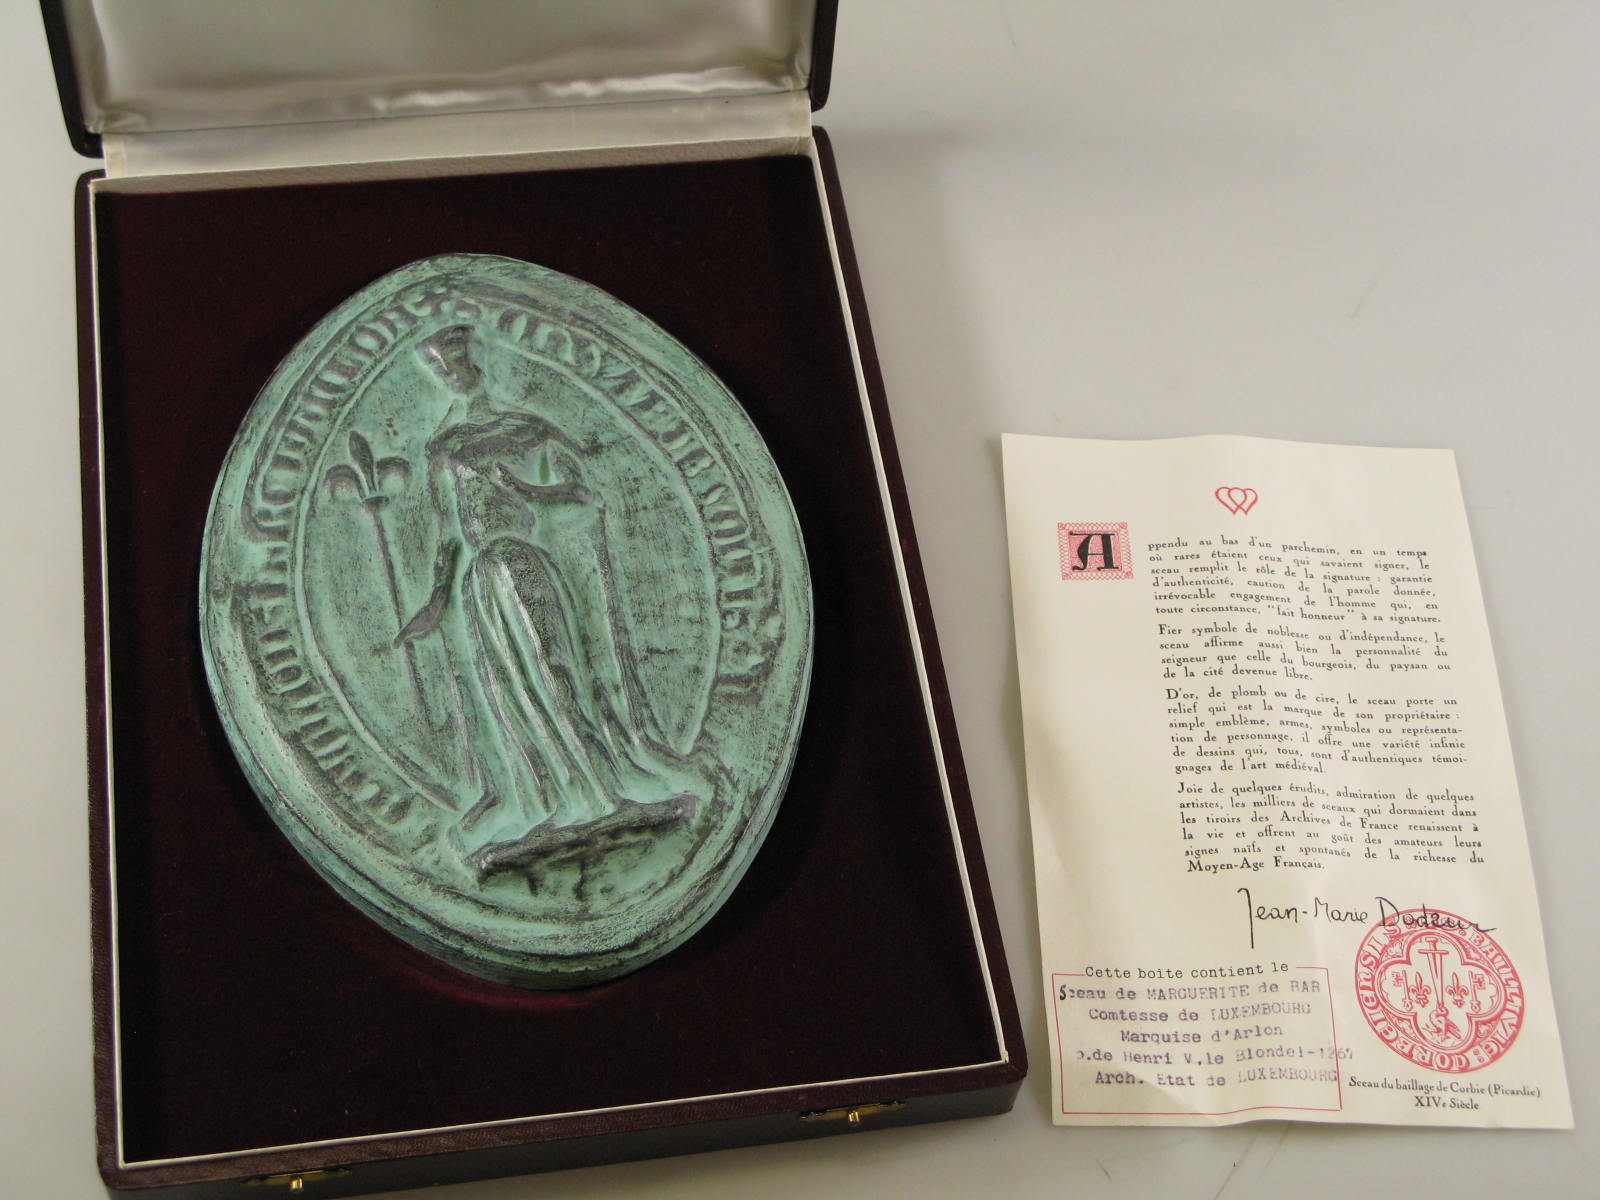 A
ppendu au bas d'un parchemin, en un temps
où rares étaient ceux qui savaient signer, le
sceau remplit le rôle de la signature : garantie
d'authenticité, caution de la parole donnée,
irrévocable engagement de l'homme qui, en
toute circonstance, "fait honneur" à sa signature.
Fier symbole de noblesse ou d'indépendance, le
sceau affirme aussi bien la personnalité du
seigneur que celle du bourgeois, du paysan ou
de la cité devenue libre.
D'or, de plomb ou de cire, le sceau porte un
relief qui est la marque de son propriétaire :
simple emblème, armes, symboles ou représenta-
tion de personnage, il offre une variété infinie
de dessins qui, tous, sont d'authentiques témoi-
gnages de l'art médiéval.
Joie de quelques érudits, admiration de quelques
artistes, les milliers de sceaux qui dormaient dans
les tiroirs des Archives de France renaissent à
la vie et offrent au goût des amateurs leurs
signes naïfs et spontanés de la richesse du
Moyen-Age Français.
Jean-Marie
Cette boite contient le
Sceau de MARGUERITE de BAR
Comtesse de LUXEMBOURG
Marquise d'Arlon
de Henri V.le Blondel-1267
Arch. Etat de LUXEMBOURG
Sceau du baillage de Corbie (Picardie)
XIVe Siècle